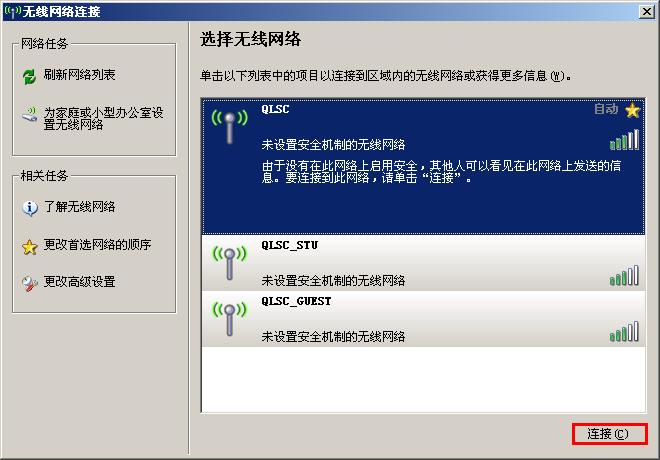 无线网络连接
网络任务
刷新网络列表
为家庭或小型办公室设
置无线网络
相关任务
了解无线网络
更改首选网络的顺序
更改高级设置
选择无线网络
单击以下列表中的项目以连接到区域内的无线网络或获得更多信息(W)。
QLSC
自动
未设置安全机制的无线网络
由于没有在此网络上启用安全，其他人可以看见在此网络上发送的信
息。要连接到此网络，请单击“连接”。
QLSC_STU
未设置安全机制的无线网络
QLSC_GUEST
未设置安全机制的无线网络
连接(C)